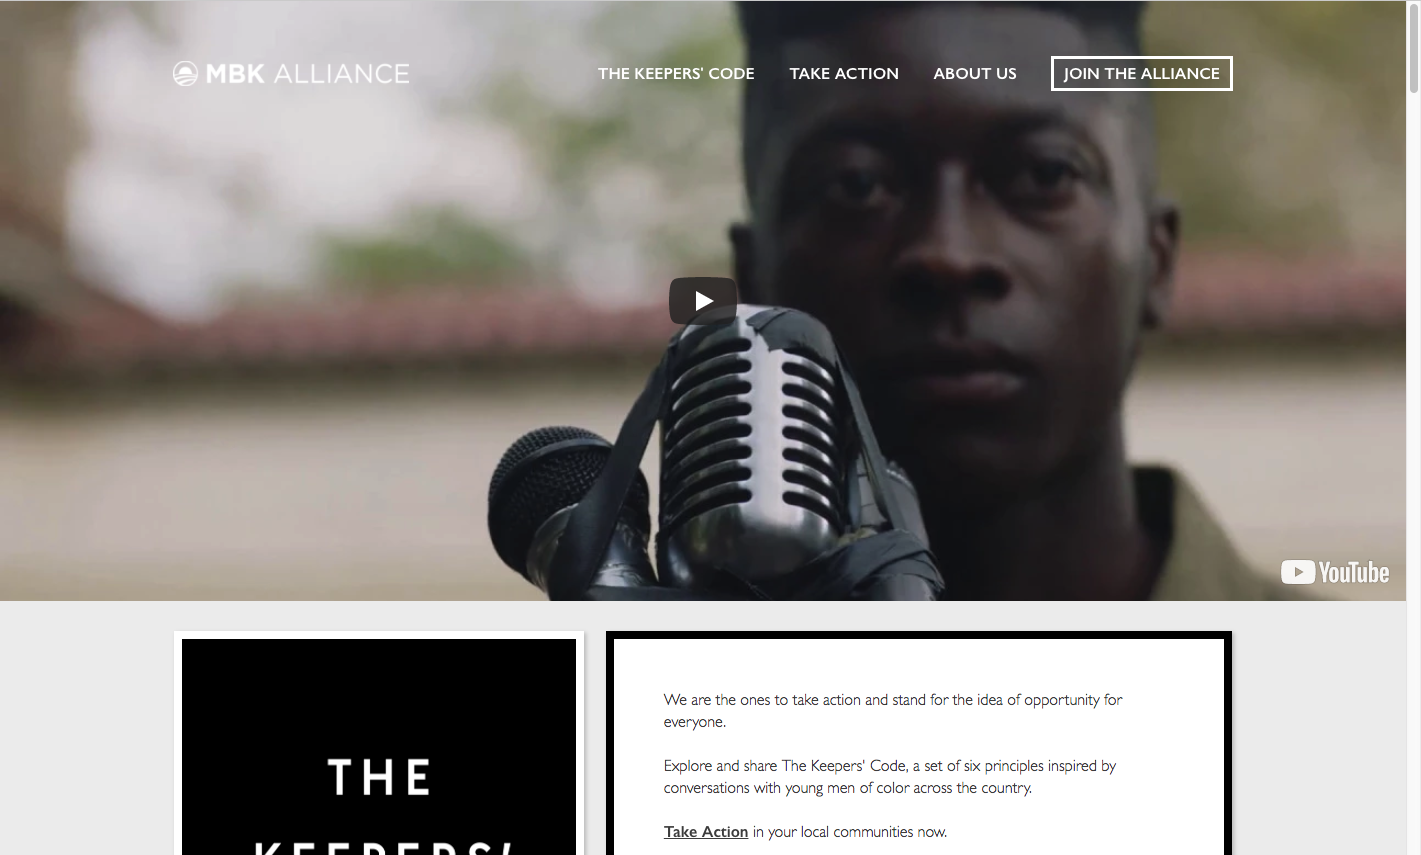 MBK ALLIANCE
THE KEEPERS' CODE
TAKE ACTION
ABOUT US
JOIN THE ALLIANCE
YouTube
THE
KEEPERS'
We are the ones to take action and stand for the idea of opportunity for
everyone.
Explore and share The Keepers' Code, a set of six principles inspired by
conversations with young men of color across the country.
Take Action in your local communities now.